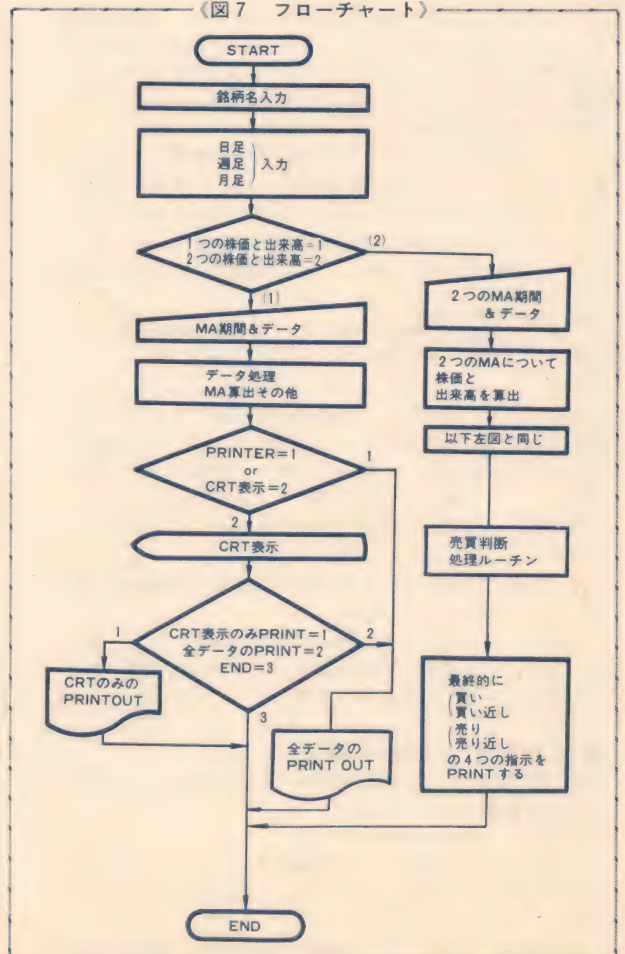 《図7 フローチャート》
START
銘柄名入力
日足
週足 入力
月足
1つの株価と出来高=1
2つの株価と出来高=2
(2)
(1)
MA期間&データ
2つのMA期間
&データ
データ処理
MA算出その他
2つのMAについて
株価と
出来高を算出
以下左図と同じ
PRINTER=1
or
CRT表示=2
1
2
CRT表示
売買判断
処理ルーチン
CRT表示のみPRINT=1
全データのPRINT=2
END=3
1
2
3
CRTのみの
PRINTOUT
全データの
PRINT OUT
最終的に
買い
買い近し
売り
売り近し
の4つの指示を
PRINTする
END